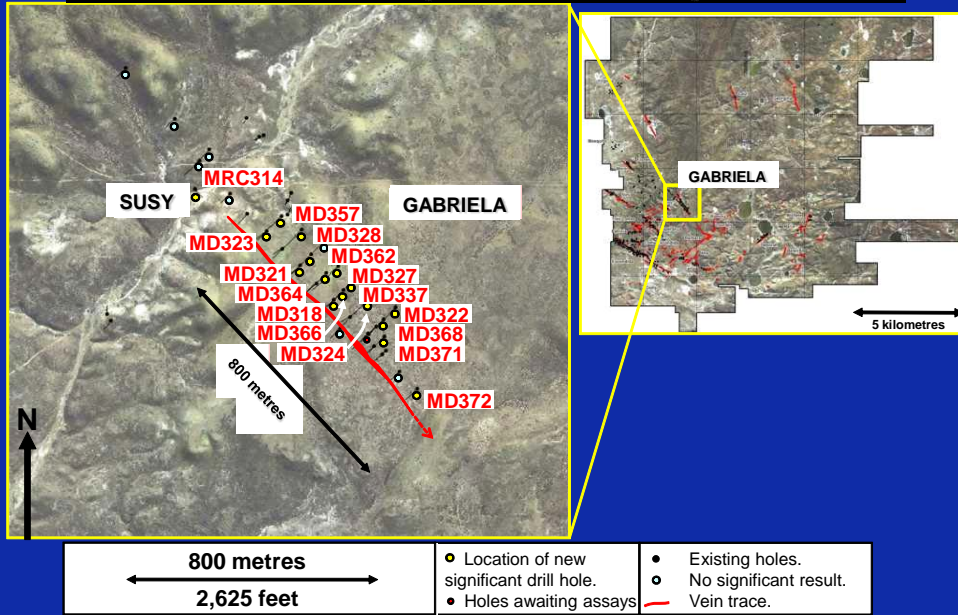 MRC314
SUSY
GABRIELA
MD357
MD323
MD328
MD362
MD321
MD327
MD364
MD337
MD318
MD322
MD366
MD368
MD324
MD371
MD372
800 metres
N
GABRIELA
5 kilometres
800 metres
2,625 feet
Location of new
significant drill hole.
Holes awaiting assays
Existing holes.
No significant result.
Vein trace.